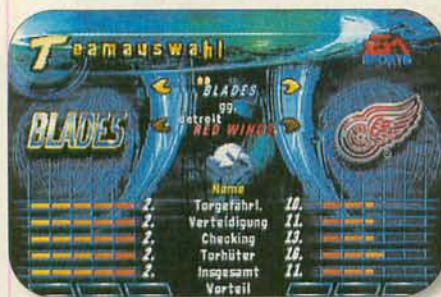 Teamauswahl
EA SPORTS
BLADES
gg.
detroit
RED WINGS
BLADES
Name
2. Torgefährl. 10.
2. Verteidigung 11.
2. Checking 13.
2. Torhüter 16.
2. Insgesamt 11.
Vorteil